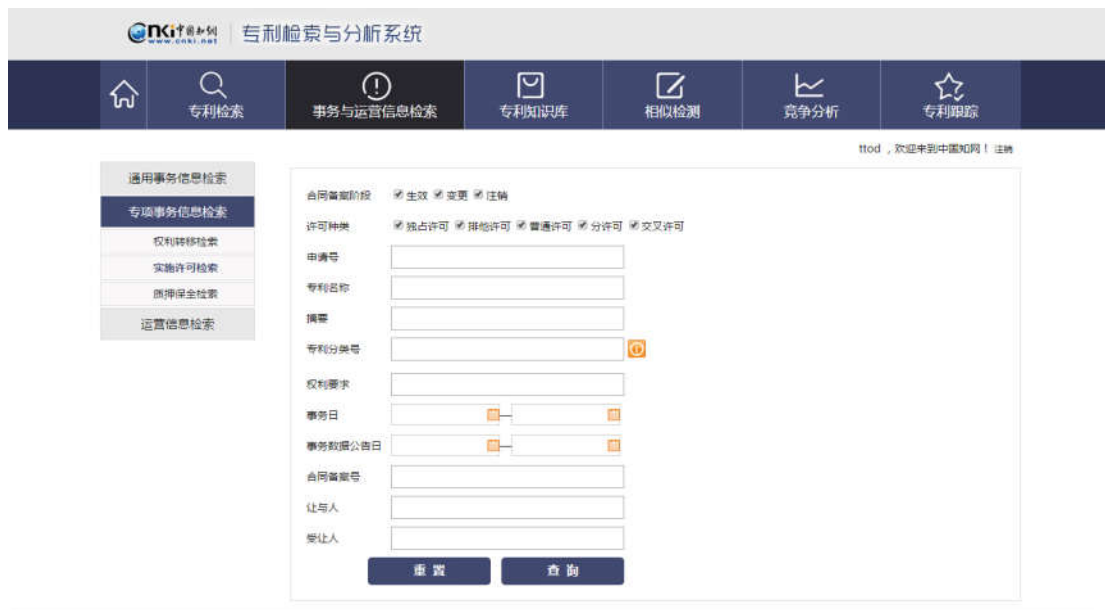 cnki中国知网 专利检索与分析系统
www.cnki.net
专利检索 事务与运营信息检索 专利知识库 相似检测 竞争分析 专利跟踪
ttod ，欢迎来到中国知网！ 注销
通用事务信息检索
专项事务信息检索
权利转移检索
实施许可检索
质押保全检索
运营信息检索
合同备案阶段 生效 变更 注销
许可种类 独占许可 排他许可 普通许可 分许可 交叉许可
申请号
专利名称
摘要
专利分类号
权利要求
事务日 —
事务数据公告日 —
合同备案号
让与人
受让人
重置 查询